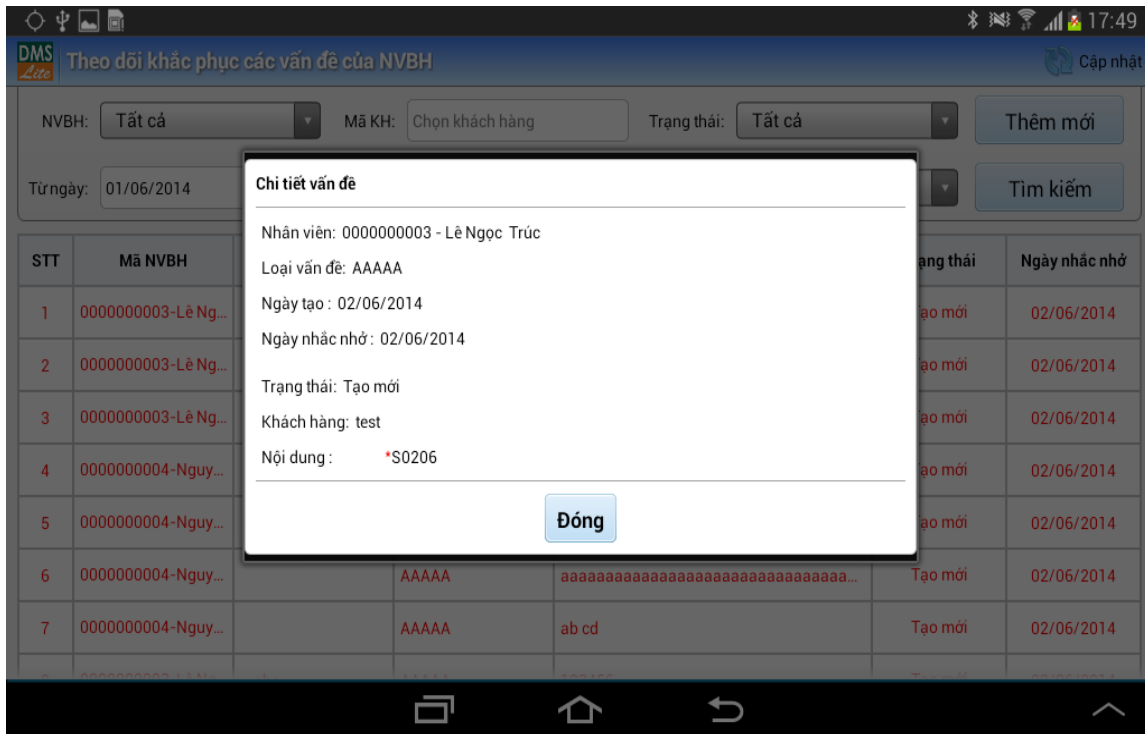 17:49
DMS Lite
Theo dõi khắc phục các vấn đề của NVBH
Cập nhật
NVBH: Tất cả Mã KH: Chọn khách hàng Trạng thái: Tất cả Thêm mới
Từ ngày: 01/06/2014 Tìm kiếm
Chi tiết vấn đề
Nhân viên: 0000000003 - Lê Ngọc Trúc
Loại vấn đề: AAAAA
Ngày tạo : 02/06/2014
Ngày nhắc nhở : 02/06/2014
Trạng thái: Tạo mới
Khách hàng: test
Nội dung : *S0206
Đóng
STT Mã NVBH ạng thái Ngày nhắc nhở
1 0000000003-Lê Ng... ạo mới 02/06/2014
2 0000000003-Lê Ng... ạo mới 02/06/2014
3 0000000003-Lê Ng... ạo mới 02/06/2014
4 0000000004-Nguy... ạo mới 02/06/2014
5 0000000004-Nguy... ạo mới 02/06/2014
6 0000000004-Nguy... AAAAA aaaaaaaaaaaaaaaaaaaaaaaaaaaaaaaa... Tạo mới 02/06/2014
7 0000000004-Nguy... AAAAA ab cd Tạo mới 02/06/2014